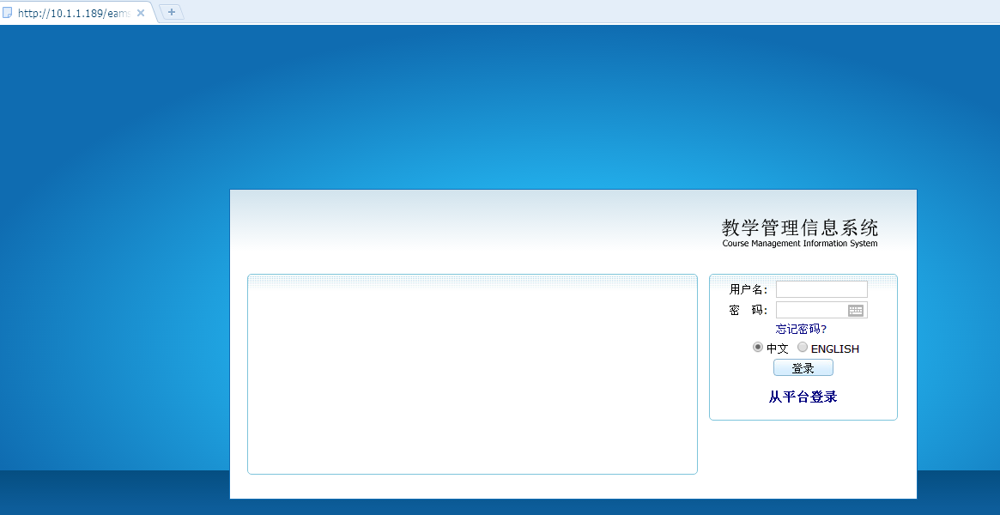 http://10.1.1.189/eams
教学管理信息系统
Course Management Information System
用户名:
密 码:
忘记密码?
中文 ENGLISH
登录
从平台登录